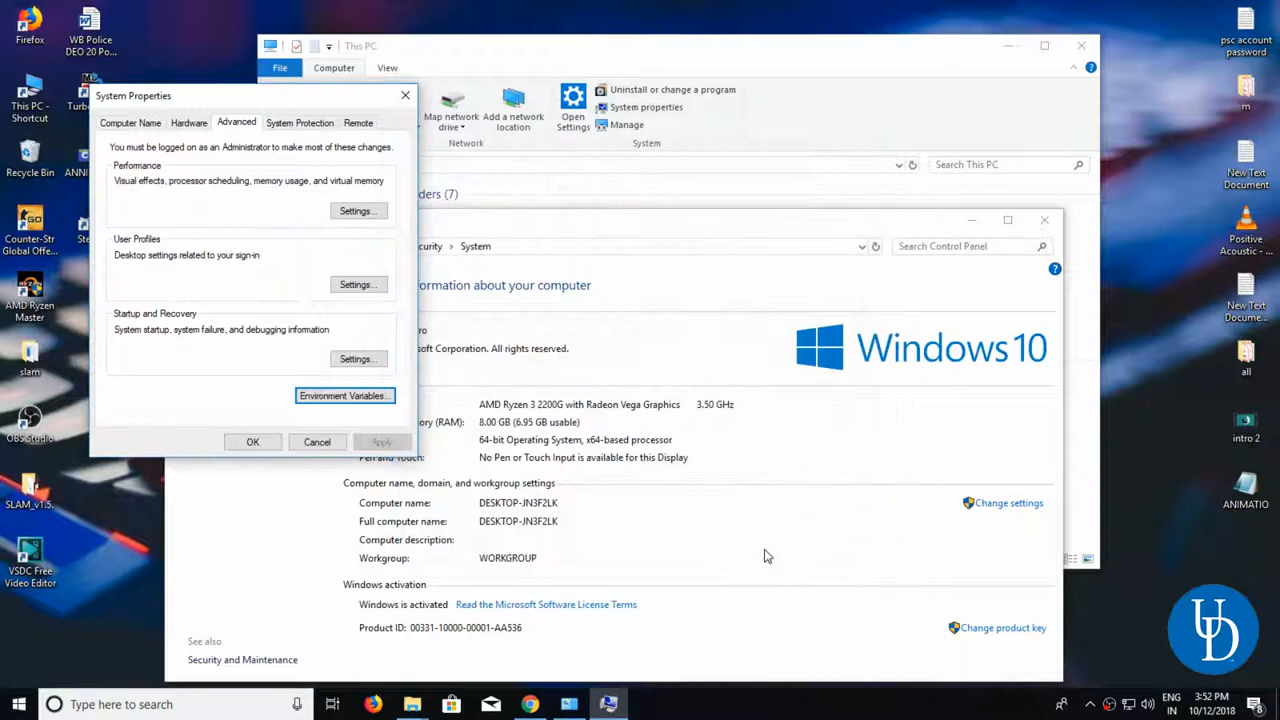 Firefox
WB Police
DEO 20 Po...
This PC -
Shortcut
Recycle Bin
Counter-Str
Global Offe...
AMD Ryzen
Master
slam
OBS Studio
SLAM_v1.5...
VSDC Free
Video Editor
This PC
File
Computer
View
Map network
drive
Add a network
location
Network
Open
Settings
Uninstall or change a program
System properties
Manage
System
Search This PC
ders (7)
System Properties
Computer Name
Hardware
Advanced
System Protection
Remote
You must be logged on as an Administrator to make most of these changes.
Performance
Visual effects, processor scheduling, memory usage, and virtual memory
Settings...
User Profiles
Desktop settings related to your sign-in
Settings...
Startup and Recovery
System startup, system failure, and debugging information
Settings...
Environment Variables...
OK
Cancel
Apply
curity > System
Search Control Panel
formation about your computer
ro
soft Corporation. All rights reserved.
Windows 10
AMD Ryzen 3 2200G with Radeon Vega Graphics 3.50 GHz
ory (RAM): 8.00 GB (6.95 GB usable)
64-bit Operating System, x64-based processor
Pen and Touch: No Pen or Touch Input is available for this Display
Computer name, domain, and workgroup settings
Computer name: DESKTOP-JN3F2LK
Change settings
Full computer name: DESKTOP-JN3F2LK
Computer description:
Workgroup: WORKGROUP
Windows activation
Windows is activated Read the Microsoft Software License Terms
Product ID: 00331-10000-00001-AA536
Change product key
See also
Security and Maintenance
psc account
password
m
New Text
Document
Positive
Acoustic - ...
New Text
Docume...
all
intro 2
ANIMATIO
UD
Type here to search
ENG
IN
3:52 PM
10/12/2018
8